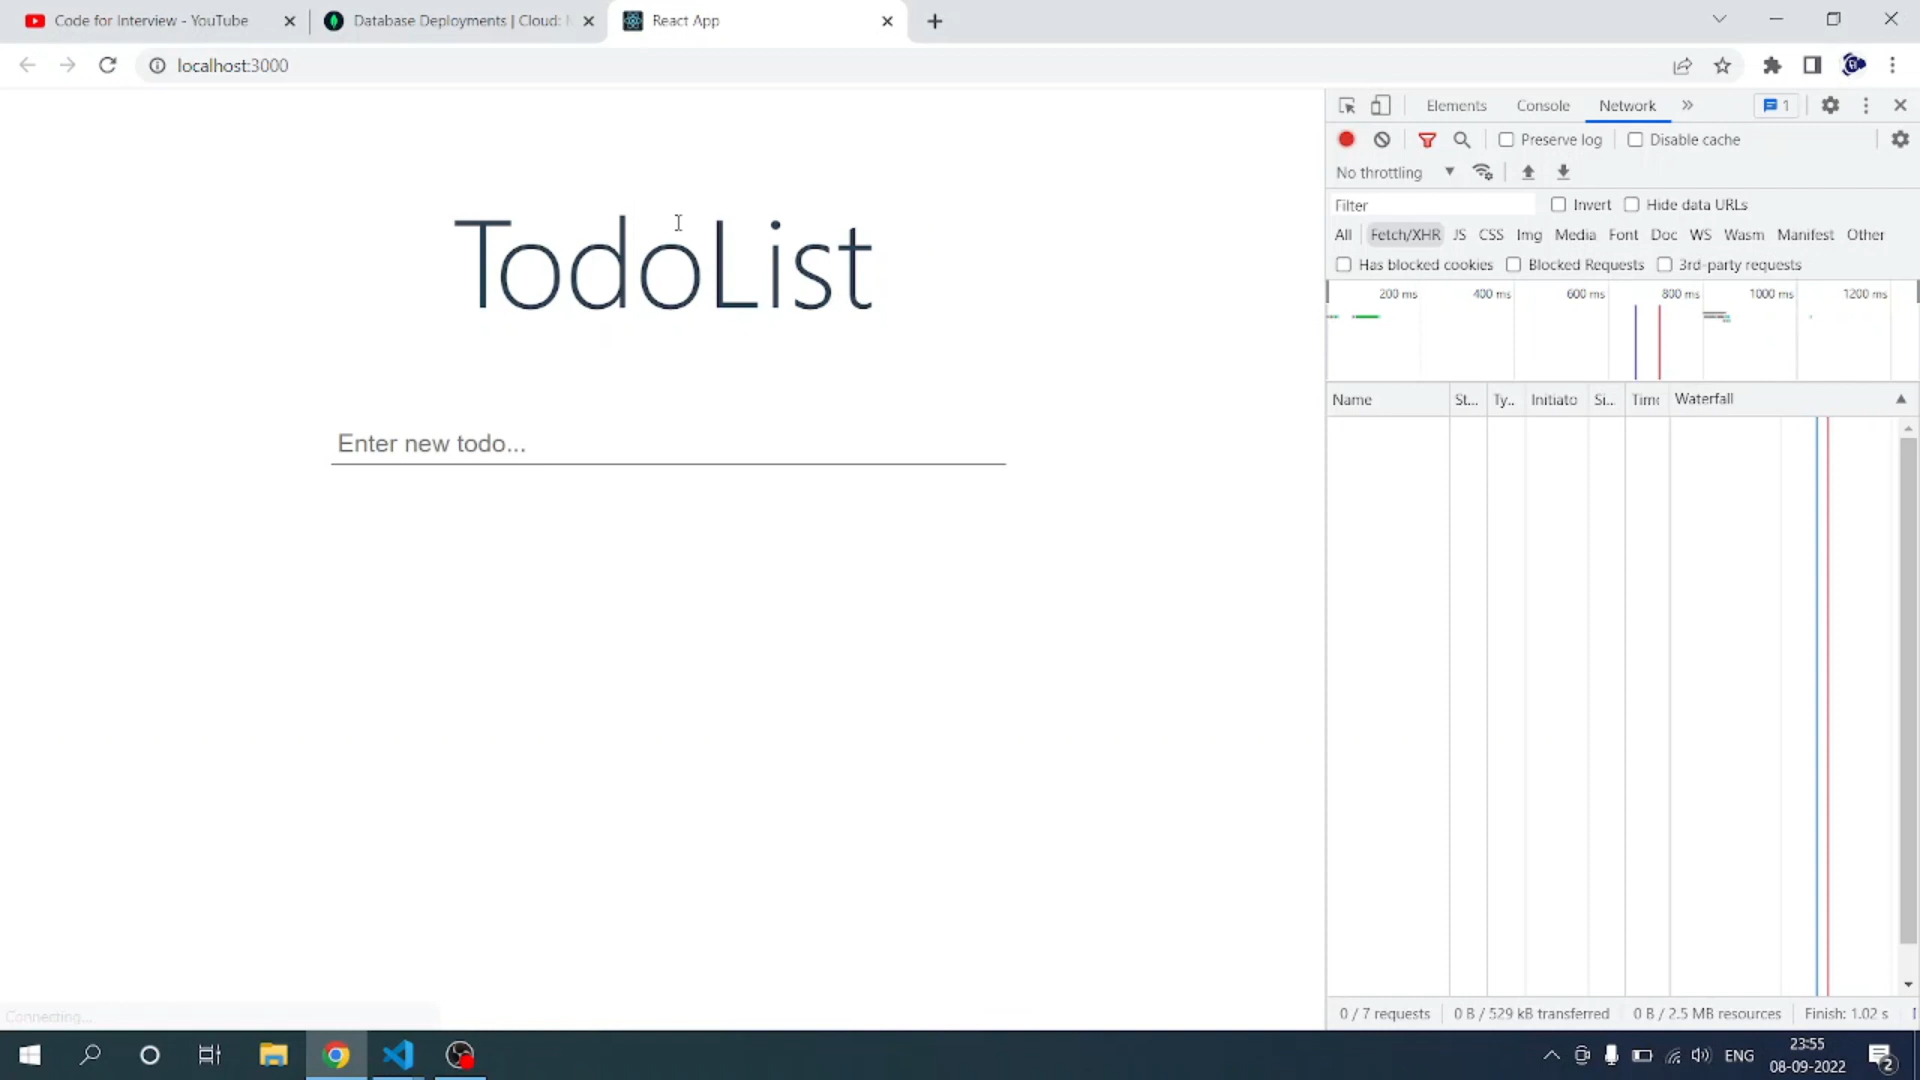 Code for Interview - YouTube
Database Deployments | Cloud:
React App
localhost:3000
Elements Console Network 1
Preserve log Disable cache
No throttling
Filter Invert Hide data URLs
All Fetch/XHR JS CSS Img Media Font Doc WS Wasm Manifest Other
Has blocked cookies Blocked Requests 3rd-party requests
200 ms 400 ms 600 ms 800 ms 1000 ms 1200 ms
Name St... Ty.. Initiato Si... Time Waterfall
TodoList
Enter new todo...
Connecting...
0 / 7 requests 0 B / 529 kB transferred 0 B / 2.5 MB resources Finish: 1.02 s
ENG
23:55
08-09-2022
2